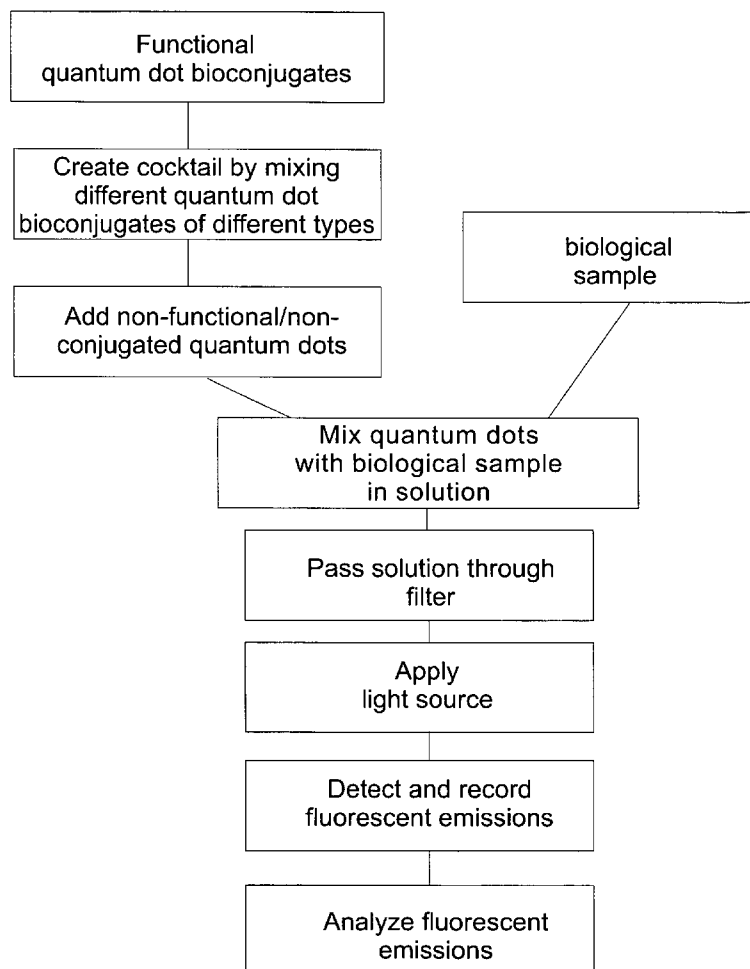 Functional
quantum dot bioconjugates
Create cocktail by mixing
different quantum dot
bioconjugates of different types
biological
sample
Add non-functional/non-
conjugated quantum dots
Mix quantum dots
with biological sample
in solution
Pass solution through
filter
Apply
light source
Detect and record
fluorescent emissions
Analyze fluorescent
emissions